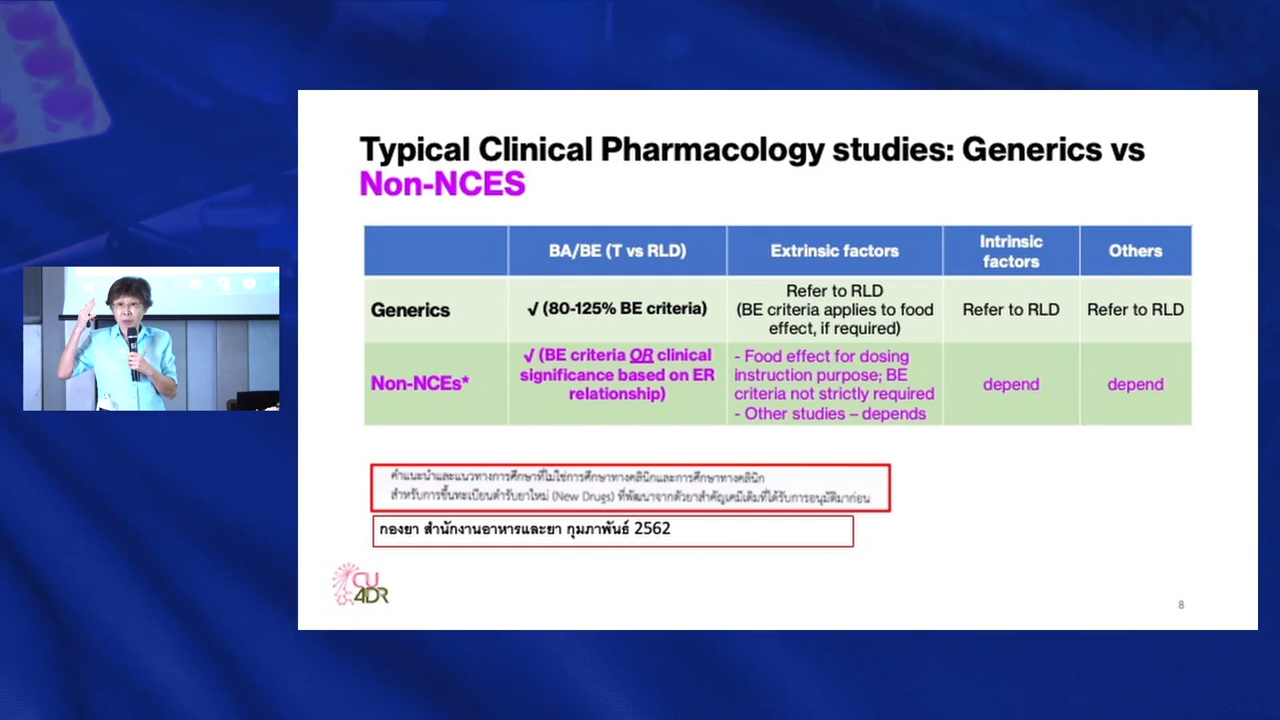 Typical Clinical Pharmacology studies: Generics vs
Non-NCES
BA/BE (T vs RLD)
Extrinsic factors
Intrinsic
factors
Others
Generics
√ (80-125% BE criteria)
Refer to RLD
(BE criteria applies to food
effect, if required)
Refer to RLD
Refer to RLD
Non-NCEs*
√ (BE criteria OR clinical
significance based on ER
relationship)
- Food effect for dosing
instruction purpose; BE
criteria not strictly required
- Other studies – depends
depend
depend
คำแนะนำและแนวทางการศึกษาที่ไม่ใช่การศึกษาทางคลินิกและการศึกษาทางคลินิก
สำหรับการขึ้นทะเบียนตำรับยาใหม่ (New Drugs) ที่พัฒนาจากตัวยาสำคัญเคมีเดิมที่ได้รับการอนุมัติมาก่อน
กองยา สำนักงานอาหารและยา กุมภาพันธ์ 2562
CU
4DR
8